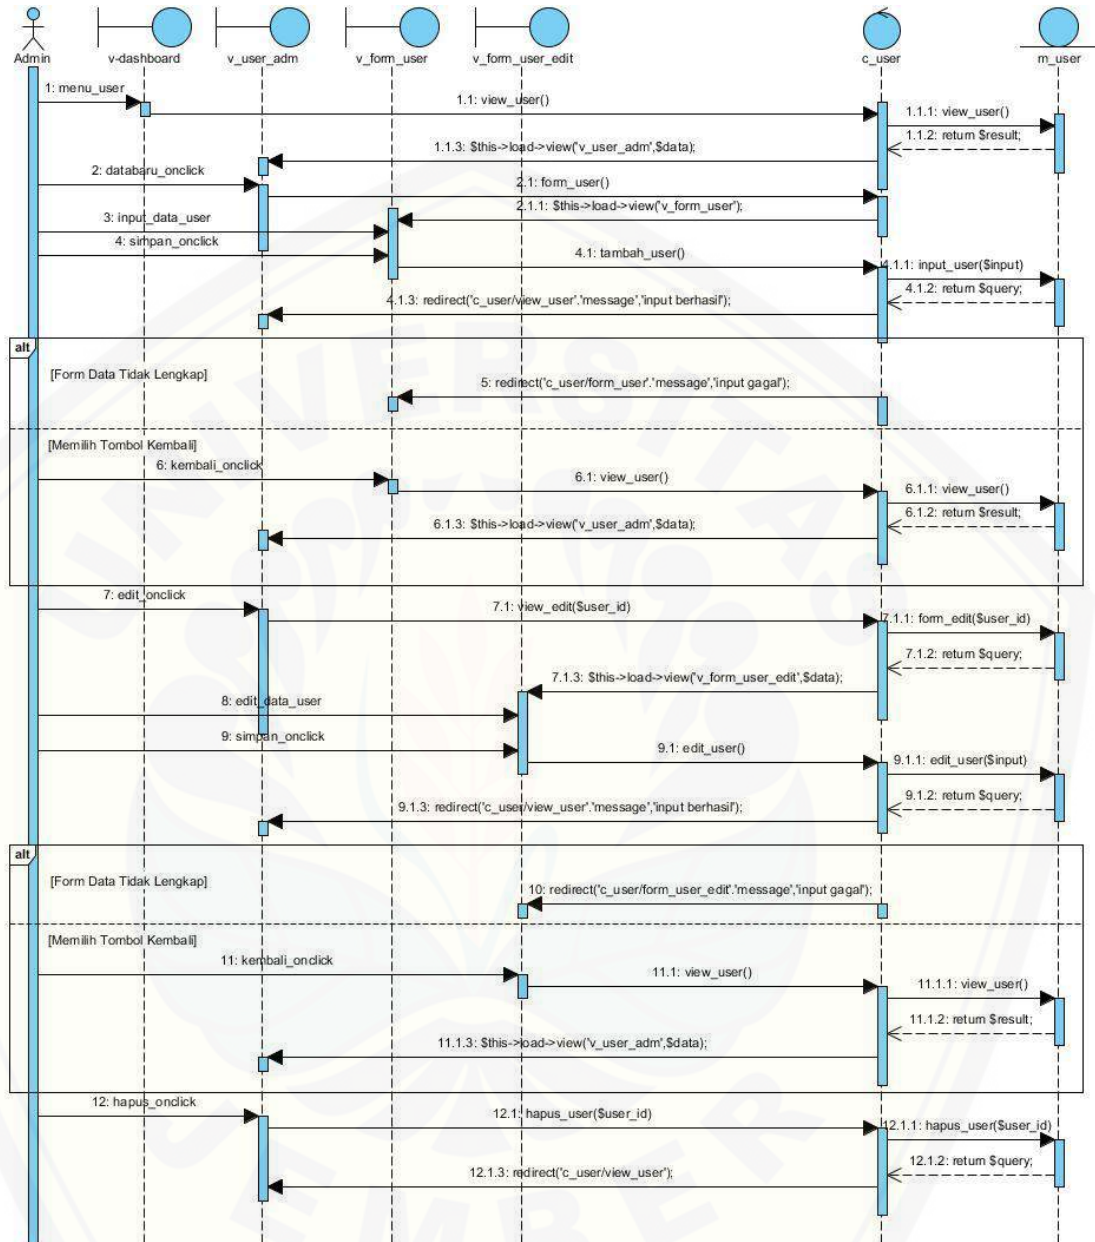 Admin
v-dashboard
v_user_adm
v_form_user
v_form_user_edit
c_user
m_user
1: menu_user
1.1: view_user()
1.1.1: view_user()
1.1.2: return $result;
1.1.3: $this->load->view('v_user_adm',$data);
2: databaru_onclick
2.1: form_user()
2.1.1: $this->load->view('v_form_user');
3: input_data_user
4: simpan_onclick
4.1: tambah_user()
4.1.1: input_user($input)
4.1.2: return $query;
4.1.3: redirect('c_user/view_user'.'message','input berhasil');
alt
[Form Data Tidak Lengkap]
5: redirect('c_user/form_user'.'message','input gagal');
[Memilih Tombol Kembali]
6: kembali_onclick
6.1: view_user()
6.1.1: view_user()
6.1.2: return $result;
6.1.3: $this->load->view('v_user_adm',$data);
7: edit_onclick
7.1: view_edit($user_id)
7.1.1: form_edit($user_id)
7.1.2: return $query;
7.1.3: $this->load->view('v_form_user_edit',$data);
8: edit_data_user
9: simpan_onclick
9.1: edit_user()
9.1.1: edit_user($input)
9.1.2: return $query;
9.1.3: redirect('c_user/view_user'.'message','input berhasil');
alt
[Form Data Tidak Lengkap]
10: redirect('c_user/form_user_edit'.'message','input gagal');
[Memilih Tombol Kembali]
11: kembali_onclick
11.1: view_user()
11.1.1: view_user()
11.1.2: return $result;
11.1.3: $this->load->view('v_user_adm',$data);
12: hapus_onclick
12.1: hapus_user($user_id)
12.1.1: hapus_user($user_id)
12.1.2: return $query;
12.1.3: redirect('c_user/view_user');
UNIVERSITAS
JEMBER